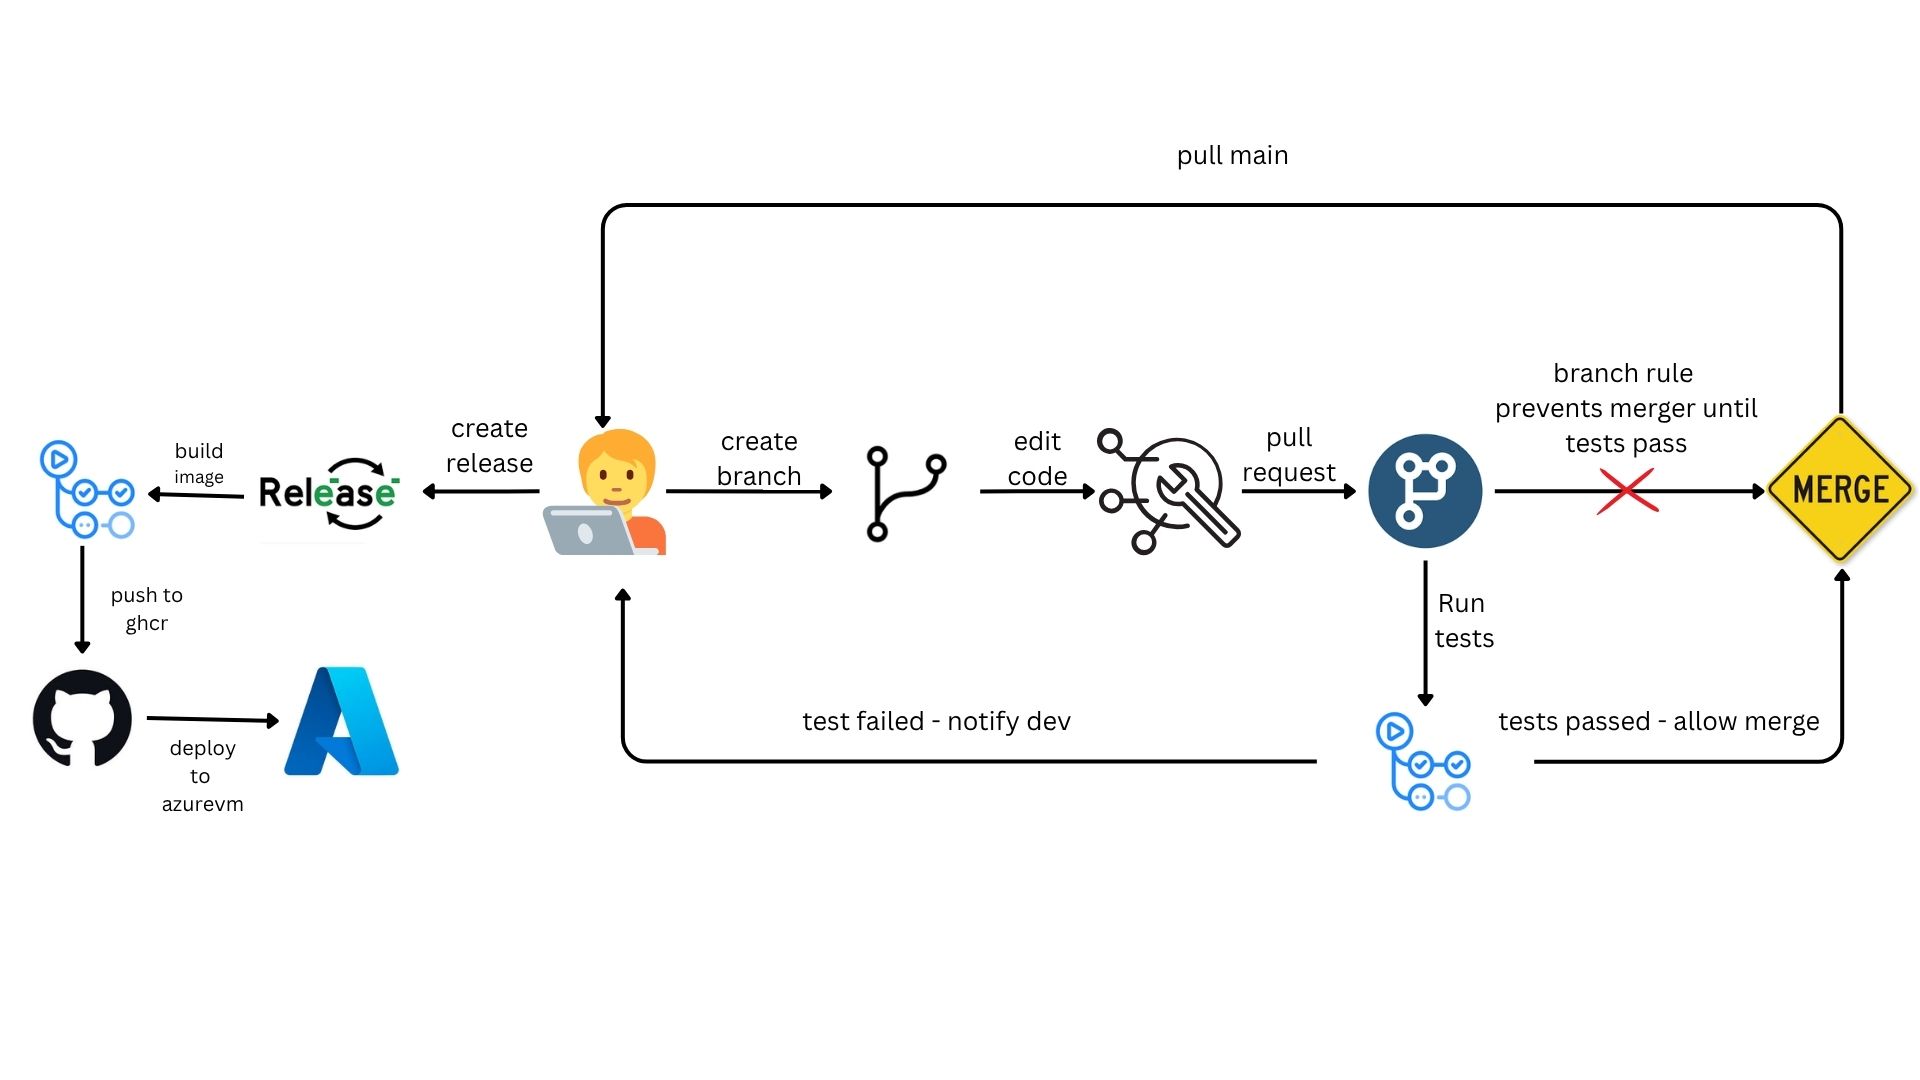 pull main
branch rule
prevents merger until
tests pass
create
release
create
branch
edit
code
pull
request
build
image
Release
MERGE
push to
ghcr
Run
tests
test failed - notify dev
tests passed - allow merge
deploy
to
azurevm